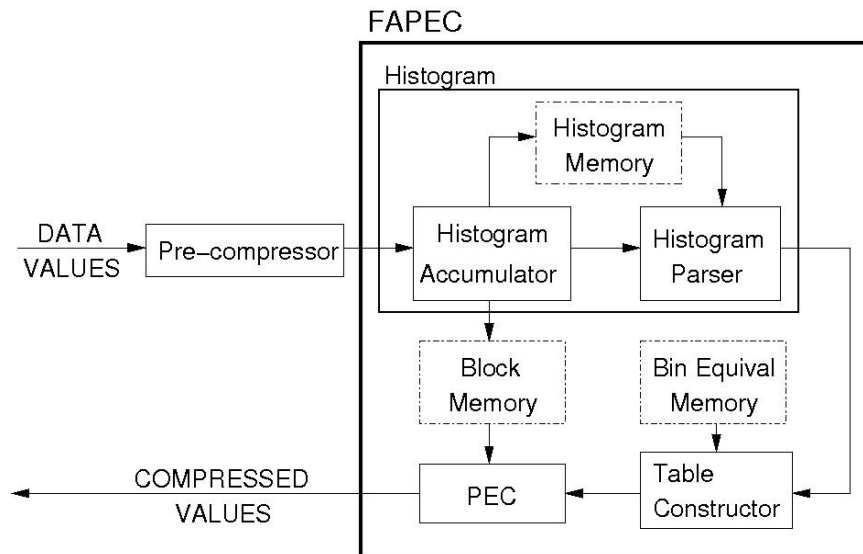 FAPEC
Histogram
Histogram
Memory
DATA
VALUES
Pre-compressor
Histogram
Accumulator
Histogram
Parser
Block
Memory
Bin Equival
Memory
COMPRESSED
VALUES
PEC
Table
Constructor